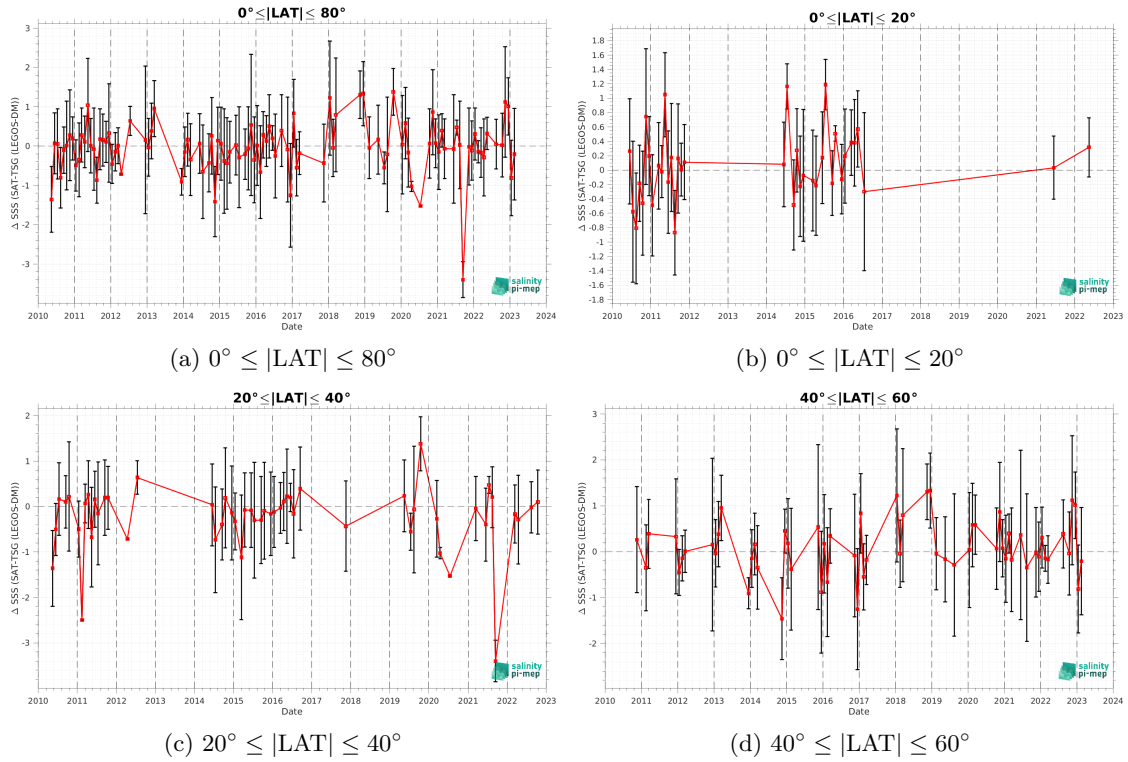 0°≤|LAT|≤ 80°
Δ SSS (SAT-TSG (LEGOS-DM))
3
2
1
0
-1
-2
-3
2010 2011 2012 2013 2014 2015 2016 2017 2018 2019 2020 2021 2022 2023 2024
Date
salinity
pi-mep
(a) 0° ≤ |LAT| ≤ 80°
0°≤|LAT|≤ 20°
Δ SSS (SAT-TSG (LEGOS-DM))
1.8
1.6
1.4
1.2
1
0.8
0.6
0.4
0.2
0
-0.2
-0.4
-0.6
-0.8
-1
-1.2
-1.4
-1.6
-1.8
2010 2011 2012 2013 2014 2015 2016 2017 2018 2019 2020 2021 2022 2023
Date
salinity
pi-mep
(b) 0° ≤ |LAT| ≤ 20°
20°≤|LAT|≤ 40°
Δ SSS (SAT-TSG (LEGOS-DM))
2
1
0
-1
-2
-3
2010 2011 2012 2013 2014 2015 2016 2017 2018 2019 2020 2021 2022 2023
Date
salinity
pi-mep
(c) 20° ≤ |LAT| ≤ 40°
40°≤|LAT|≤ 60°
Δ SSS (SAT-TSG (LEGOS-DM))
3
2
1
0
-1
-2
2010 2011 2012 2013 2014 2015 2016 2017 2018 2019 2020 2021 2022 2023 2024
Date
salinity
pi-mep
(d) 40° ≤ |LAT| ≤ 60°